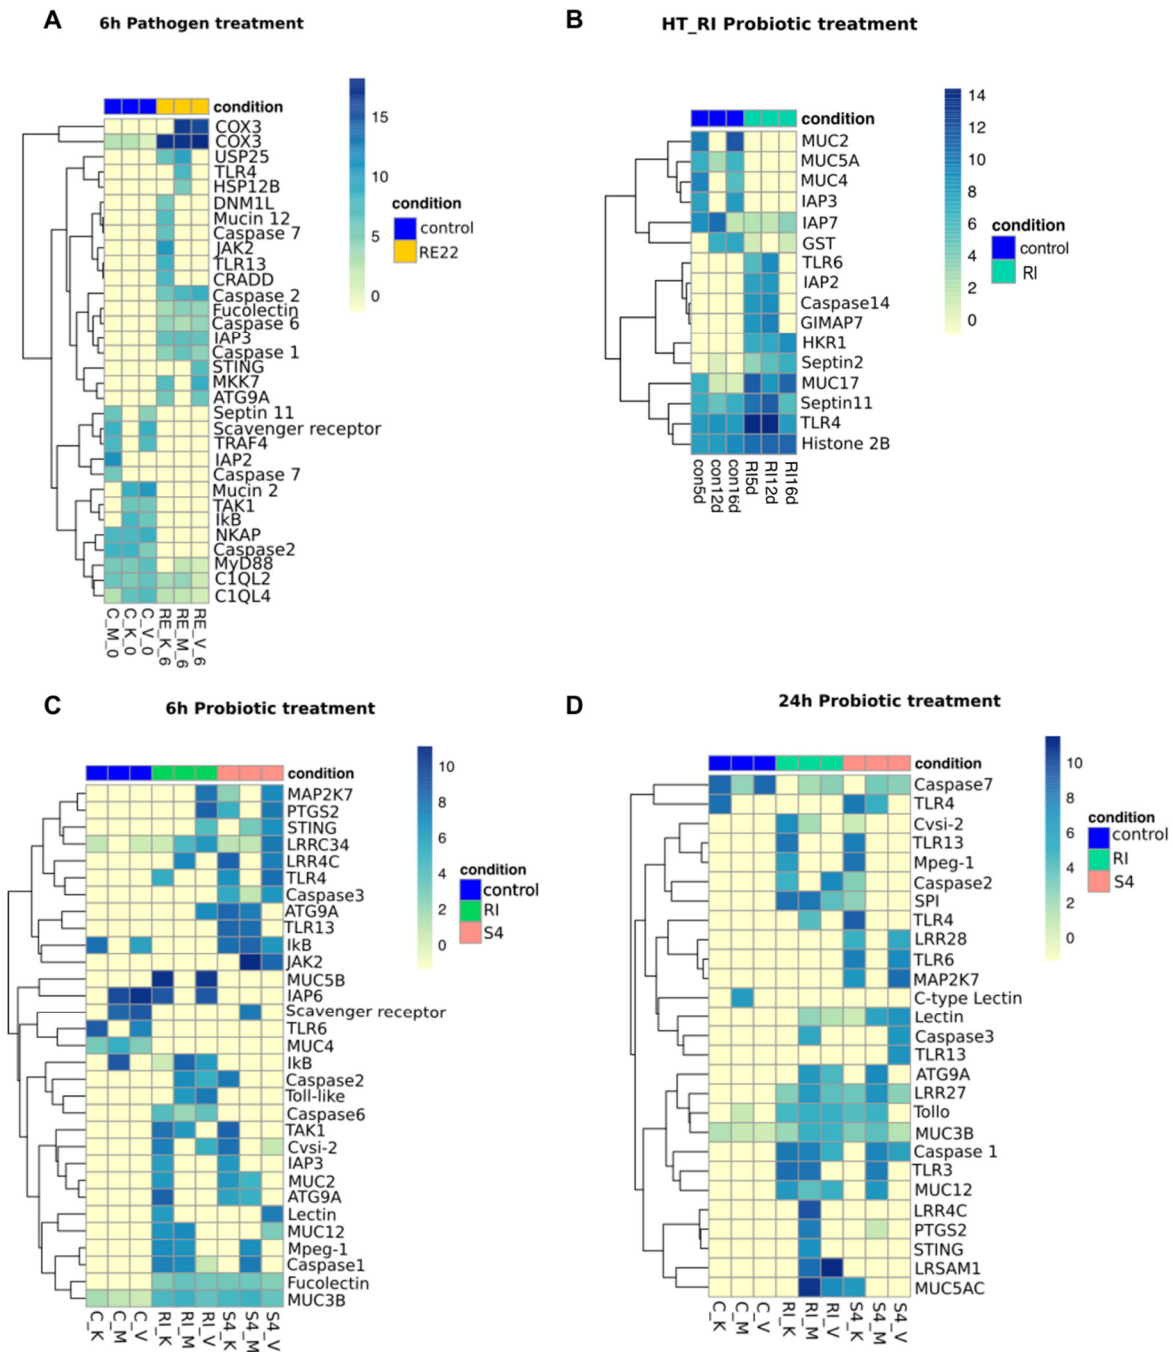 A
6h Pathogen treatment
condition
COX3
COX3
USP25
TLR4
HSP12B
DNM1L
Mucin 12
Caspase 7
JAK2
TLR13
CRADD
Caspase 2
Fucolectin
Caspase 6
IAP3
Caspase 1
STING
MKK7
ATG9A
Septin 11
Scavenger receptor
TRAF4
IAP2
Caspase 7
Mucin 2
TAK1
IkB
NKAP
Caspase2
MyD88
C1QL2
C1QL4
C_M_0
C_K_0
C_V_0
RE_K_6
RE_M_6
RE_V_6
15
10
5
0
condition
control
RE22
B
HT_RI Probiotic treatment
condition
MUC2
MUC5A
MUC4
IAP3
IAP7
GST
TLR6
IAP2
Caspase14
GIMAP7
HKR1
Septin2
MUC17
Septin11
TLR4
Histone 2B
con5d
con12d
con16d
RI5d
RI12d
RI16d
14
12
10
8
6
4
2
0
condition
control
RI
C
6h Probiotic treatment
condition
MAP2K7
PTGS2
STING
LRRC34
LRR4C
TLR4
Caspase3
ATG9A
TLR13
IkB
JAK2
MUC5B
IAP6
Scavenger receptor
TLR6
MUC4
IkB
Caspase2
Toll-like
Caspase6
TAK1
Cvsi-2
IAP3
MUC2
ATG9A
Lectin
MUC12
Mpeg-1
Caspase1
Fucolectin
MUC3B
C_K
C_M
C_V
RI_K
RI_M
RI_V
S4_K
S4_M
S4_V
10
8
6
4
2
0
condition
control
RI
S4
D
24h Probiotic treatment
condition
Caspase7
TLR4
Cvsi-2
TLR13
Mpeg-1
Caspase2
SPI
TLR4
LRR28
TLR6
MAP2K7
C-type Lectin
Lectin
Caspase3
TLR13
ATG9A
LRR27
Tollo
MUC3B
Caspase 1
TLR3
MUC12
LRR4C
PTGS2
STING
LRSAM1
MUC5AC
C_K
C_M
C_V
RI_K
RI_M
RI_V
S4_K
S4_M
S4_V
10
8
6
4
2
0
condition
control
RI
S4